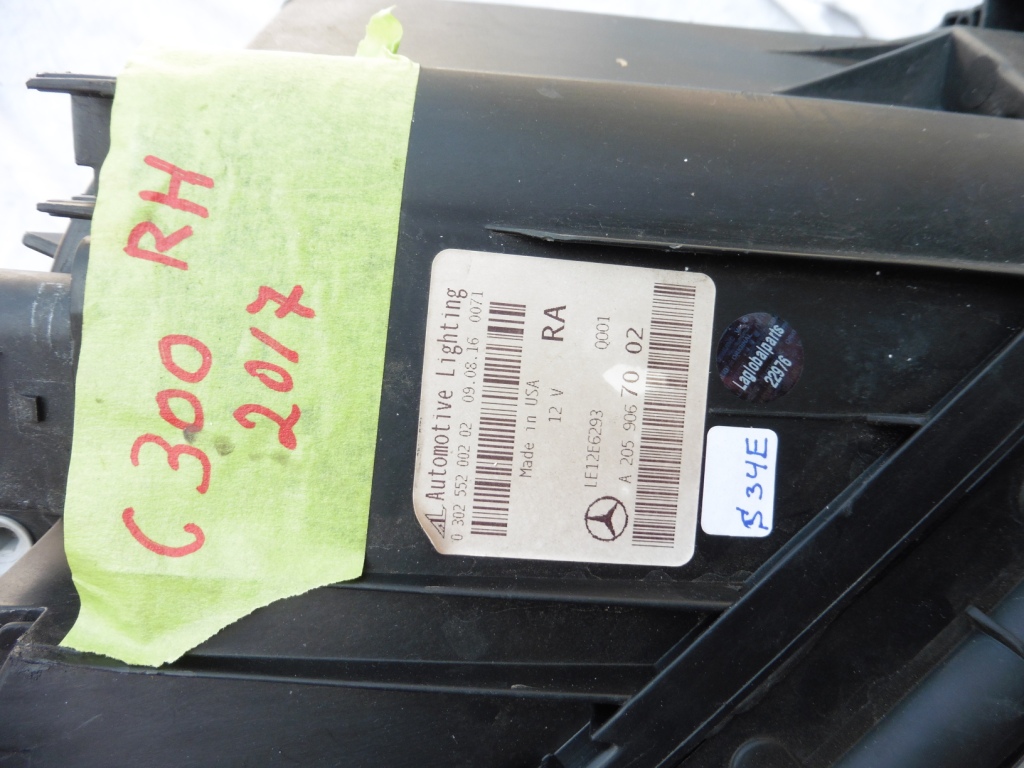 C 300 RH
2017
Automotive Lighting
0 302 552 002 02 09.08.16 0071
Made in USA
12 V RA
LE12E6293 Q001
A 205 906 70 02
Laglobalparts
22976
34E